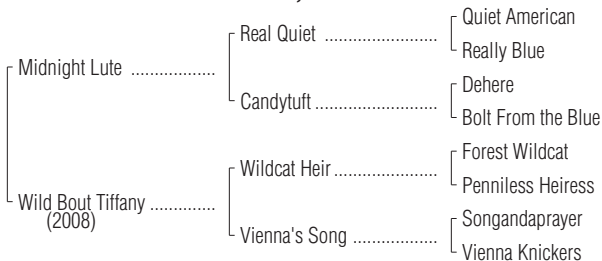 Quiet American
Real Quiet ........................
Really Blue
Midnight Lute ..................
Dehere
Candytuft ..........................
Bolt From the Blue
Forest Wildcat
Wildcat Heir ......................
Penniless Heiress
Wild Bout Tiffany ..............
(2008)
Songandaprayer
Vienna's Song ..................
Vienna Knickers